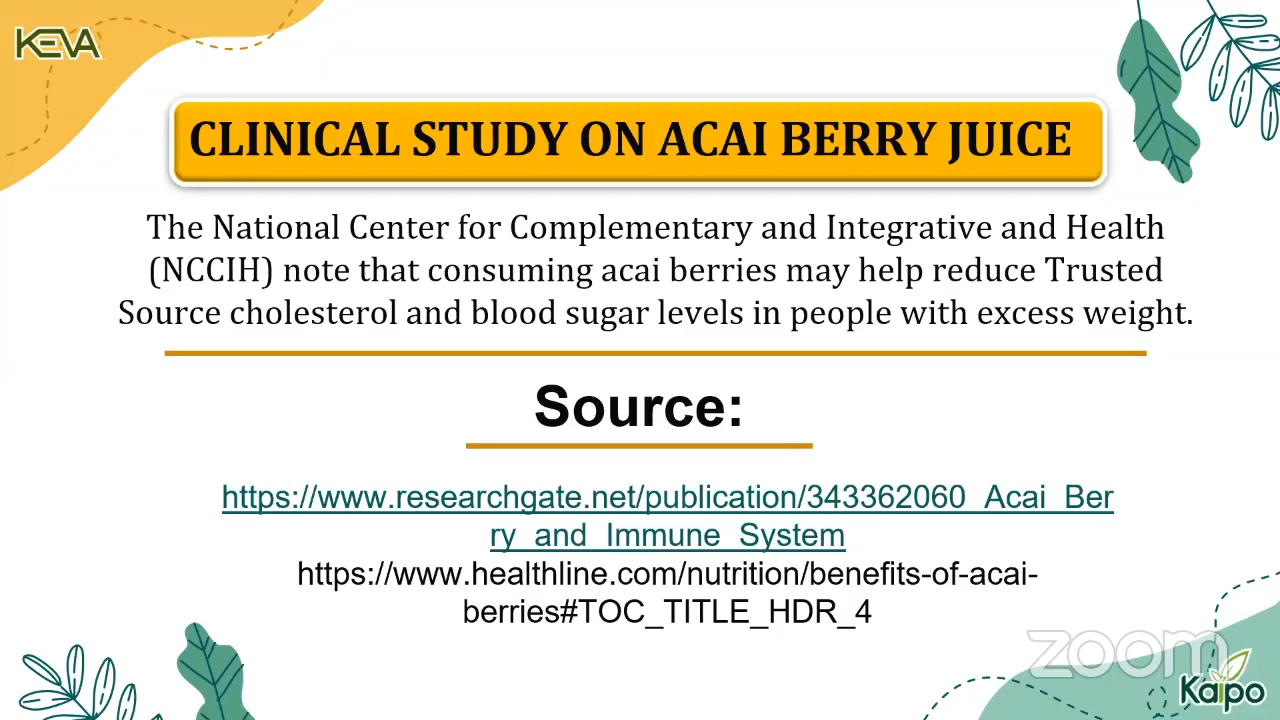 KEVA
CLINICAL STUDY ON ACAI BERRY JUICE
The National Center for Complementary and Integrative and Health
(NCCIH) note that consuming acai berries may help reduce Trusted
Source cholesterol and blood sugar levels in people with excess weight.
Source:
https://www.researchgate.net/publication/343362060_Acai_Ber
ry_and_Immune_System
https://www.healthline.com/nutrition/benefits-of-acai-
berries#TOC_TITLE_HDR_4
zoom
Kaipo